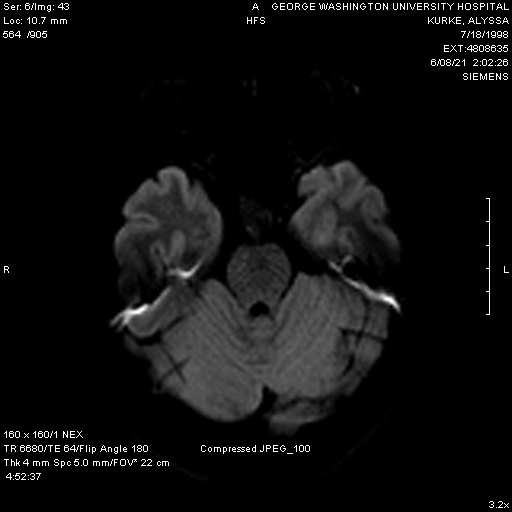 Ser: 6/Img: 43
Loc: 10.7 mm
564 /905
A GEORGE WASHINGTON UNIVERSITY HOSPITAL
HFS KURKE, ALYSSA
7/18/1998
EXT:4808635
6/08/21 2:02:26
SIEMENS
R
L
160 x 160/1 NEX
TR 6680/TE 64/Flip Angle 180
Compressed JPEG_100
Thk 4 mm Spc 5.0 mm/FOV* 22 cm
4:52:37
3.2x